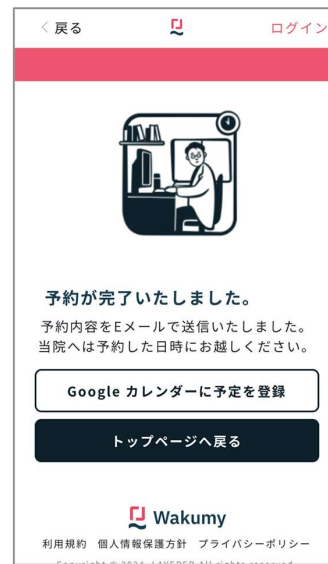 戻る
ログイン
予約が完了いたしました。
予約内容をEメールで送信いたしました。
当院へは予約した日時にお越しください。
Google カレンダーに予定を登録
トップページへ戻る
Wakumy
利用規約 個人情報保護方針 プライバシーポリシー
Copyright © 2024 All rights reserved